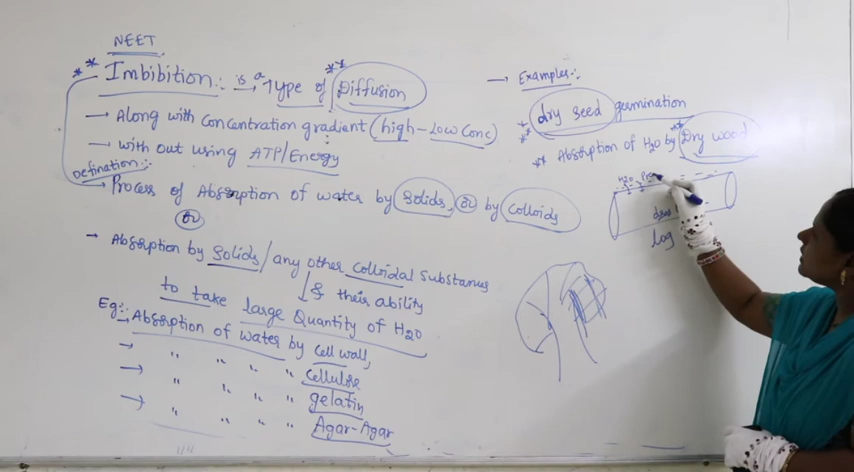 NEET
** Imbibition :- is a Type of ** Diffusion
→ Along with Concentration gradient (high - Low Conc)
→ with out using ATP/Energy
Defination :-
→ Process of Absorption of water by Solids, (or) by Colloids
(or)
→ Absorption by Solids / any other Colloidal Substances
& their ability
to take large Quantity of H2O
Eg:- Absorption of water by Cell wall,
→ " " " " Cellulose
→ " " " " gelatin
→ " " " " Agar-Agar
→ Examples :-
** dry seed germination
** Absorption of H2O by ** Dry wood
H2O
log